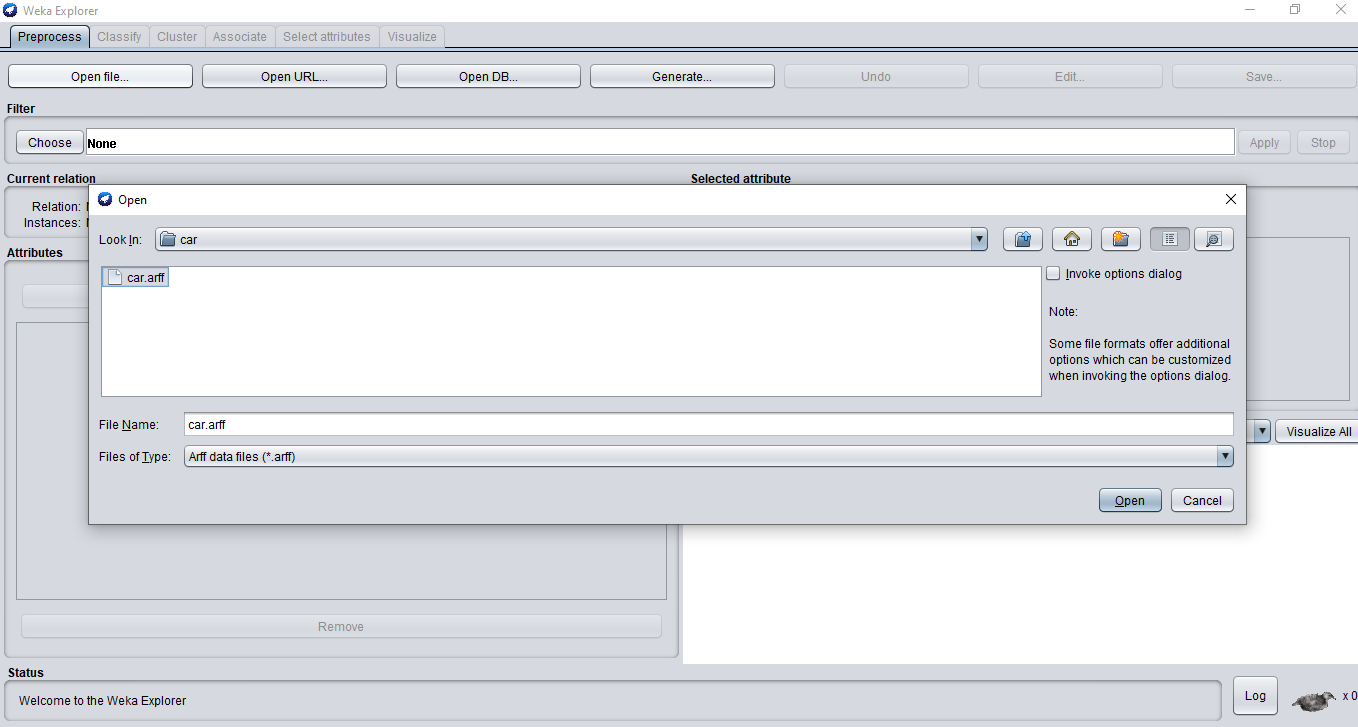 Weka Explorer
Preprocess Classify Cluster Associate Select attributes Visualize
Open file... Open URL... Open DB... Generate... Undo Edit... Save...
Filter
Choose None Apply Stop
Current relation Selected attribute
Relation:
Instances:
Attributes
Open
Look In: car
car.arff
Invoke options dialog
Note:
Some file formats offer additional
options which can be customized
when invoking the options dialog.
File Name: car.arff
Files of Type: Arff data files (*.arff)
Visualize All
Open Cancel
Remove
Status
Welcome to the Weka Explorer
Log x 0